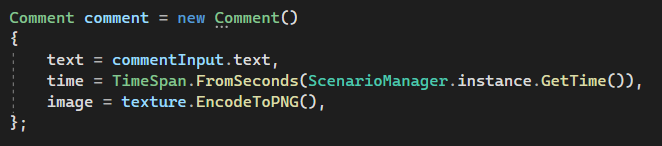 Comment comment = new Comment()
{
    text = commentInput.text,
    time = TimeSpan.FromSeconds(ScenarioManager.instance.GetTime()),
    image = texture.EncodeToPNG(),
};